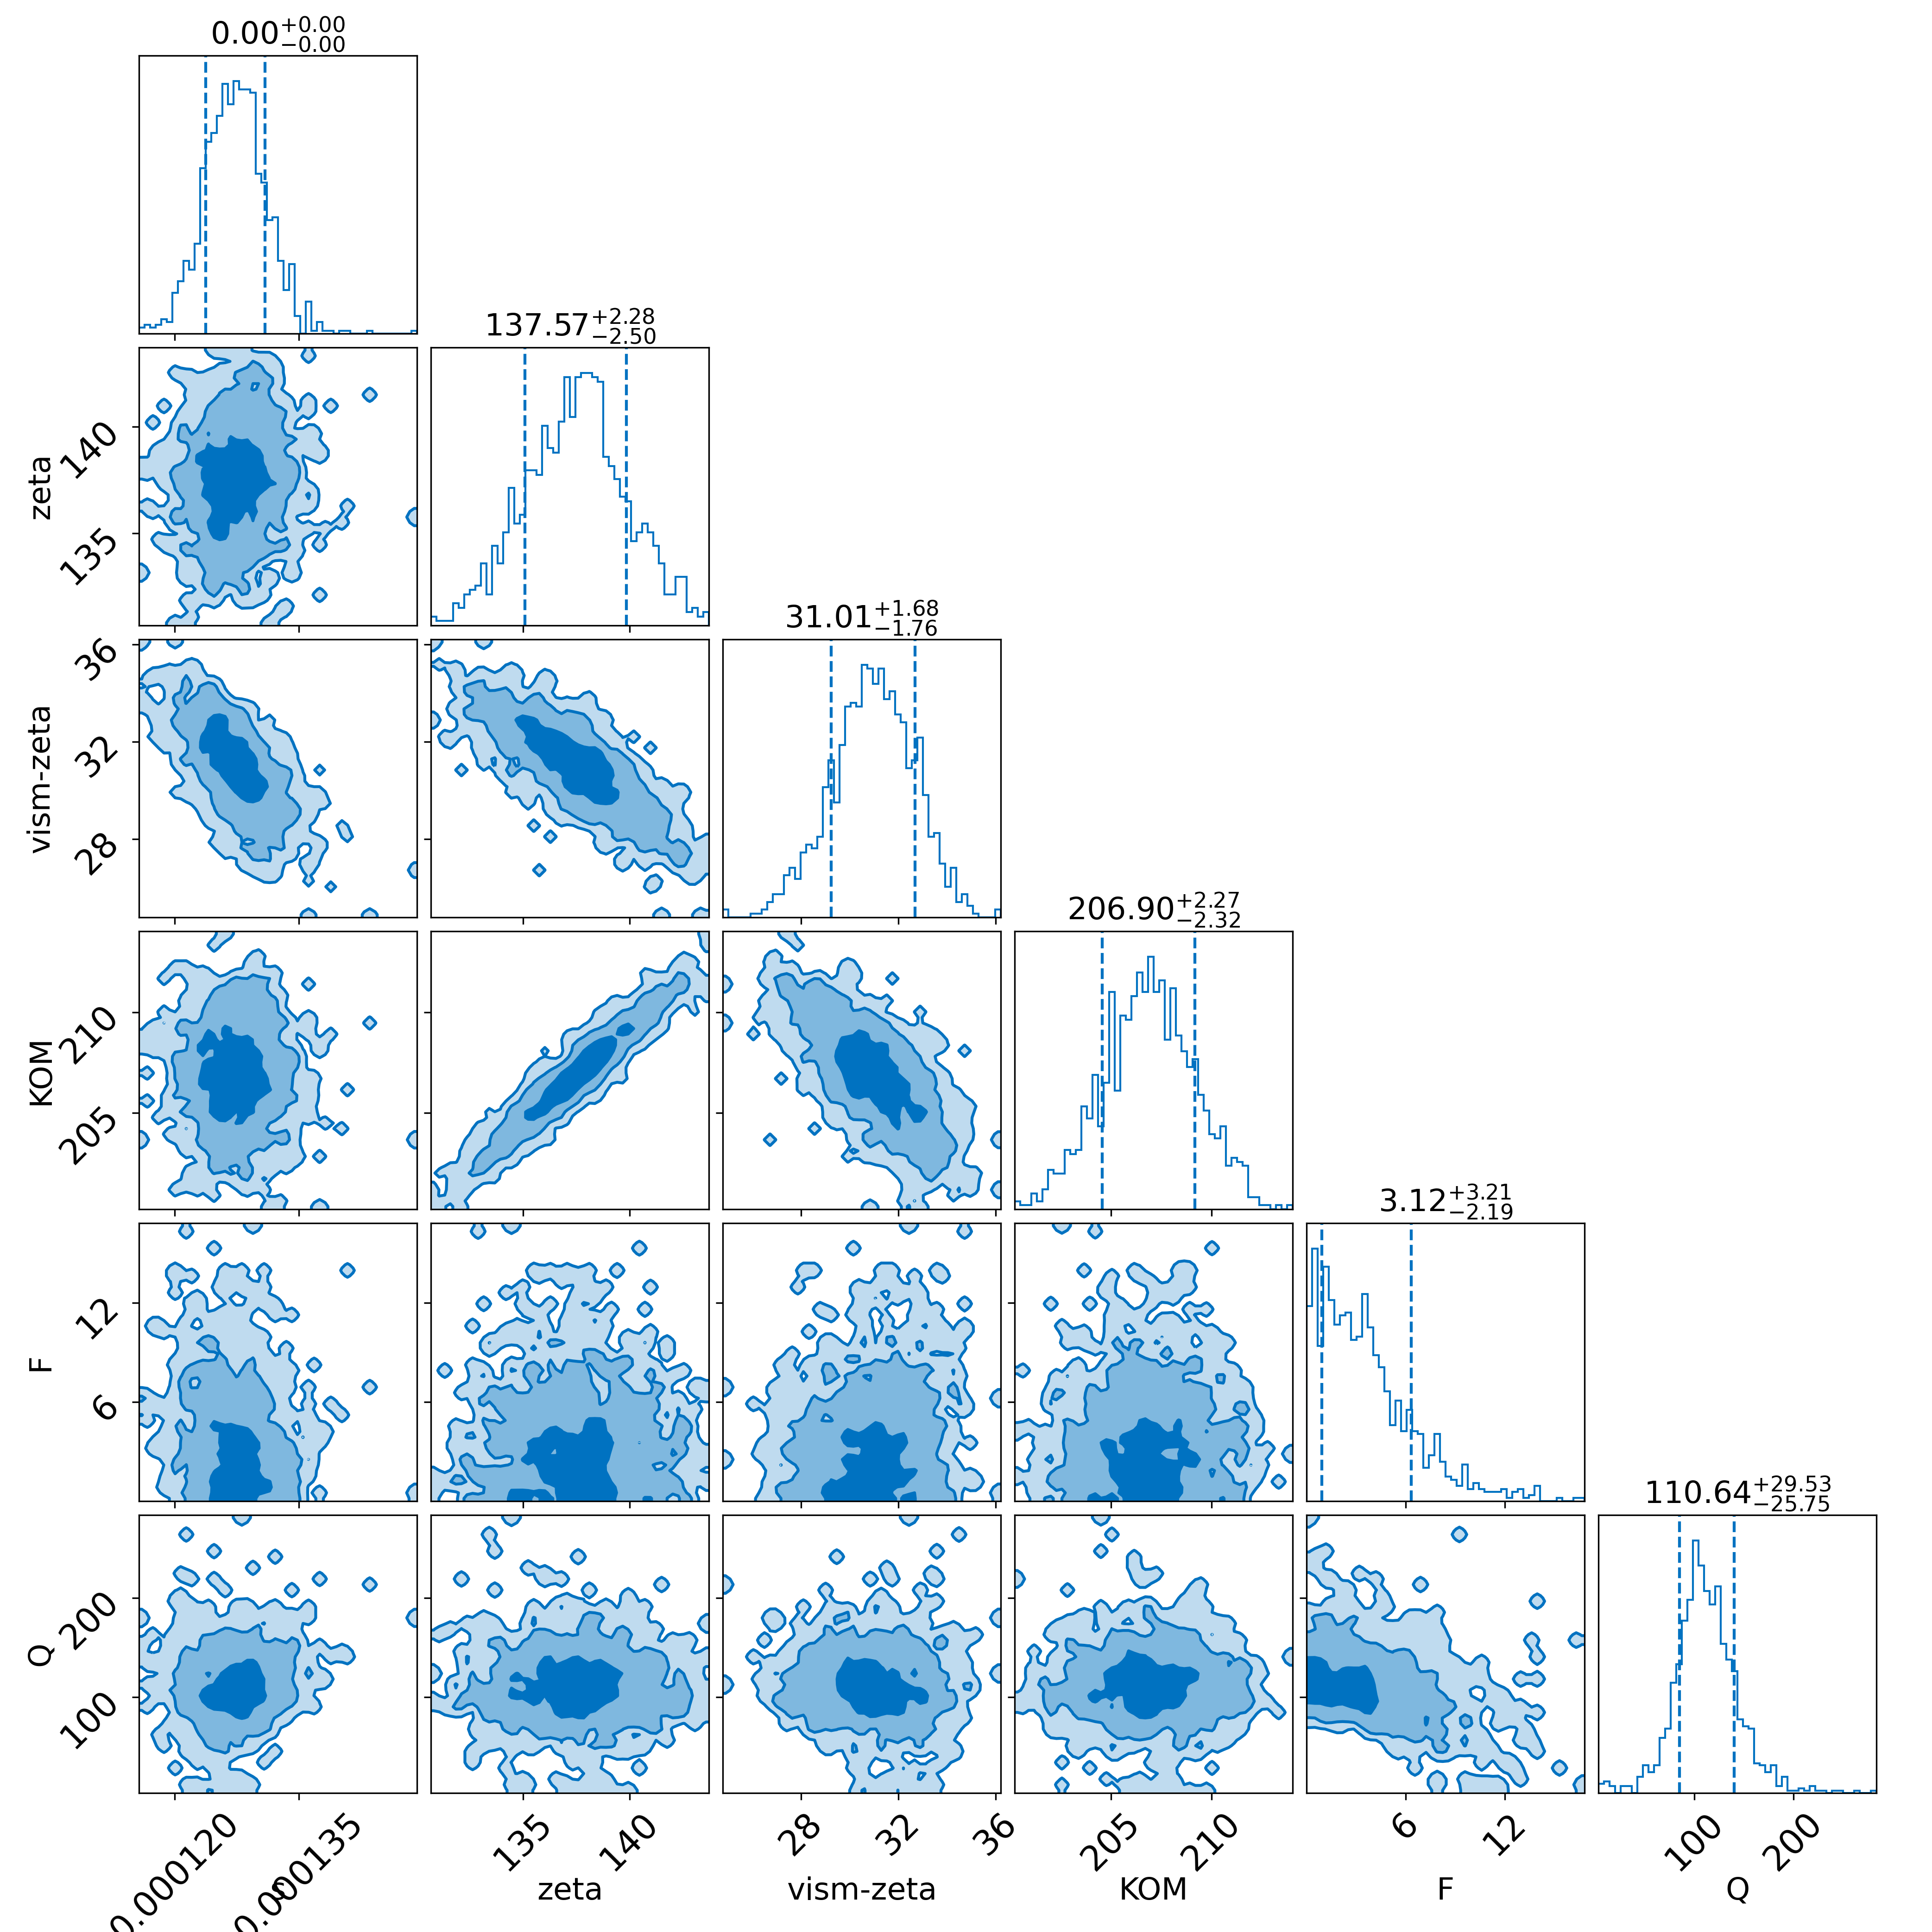 0.00 +0.00 −0.00
137.57 +2.28 −2.50
140
135
zeta
31.01 +1.68 −1.76
36
32
28
vism-zeta
206.90 +2.27 −2.32
210
205
KOM
3.12 +3.21 −2.19
12
6
F
110.64 +29.53 −25.75
200
100
Q
0.000120
0.000135
135
140
28
32
36
205
210
6
12
100
200
zeta
vism-zeta
KOM
F
Q